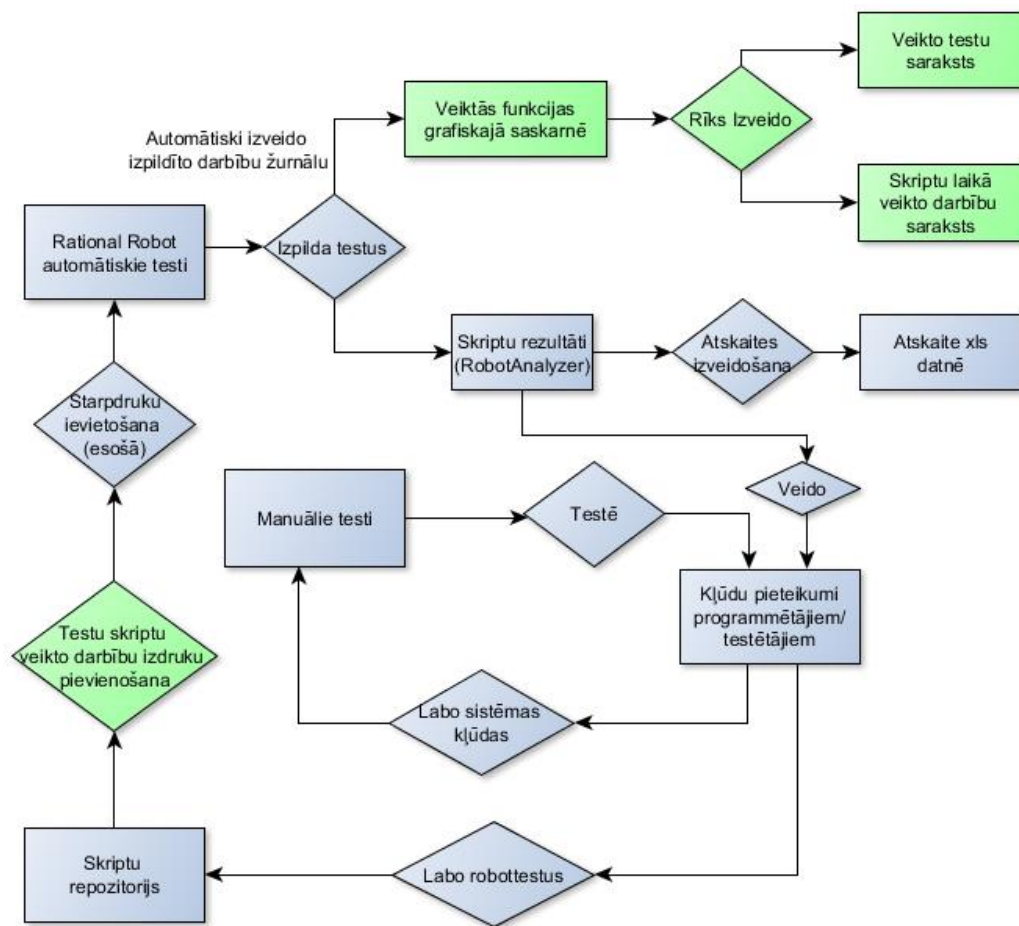 Veikto testu
saraksts
Veiktās funkcijas
grafiskajā saskarnē
Rīks Izveido
Automātiski izveido
izpildīto darbību žurnālu
Skriptu laikā
veikto darbību
saraksts
Rational Robot
automātiskie testi
Izpilda testus
Skriptu rezultāti
(RobotAnalyzer)
Atskaites
izveidošana
Atskaite xls
datnē
Starpdruku
ievietošana
(esošā)
Manuālie testi
Testē
Veido
Kļūdu pieteikumi
programmētājiem/
testētājiem
Testu skriptu
veikto darbību izdruku
pievienošana
Labo sistēmas
kļūdas
Skriptu
repozitorijs
Labo robottestus